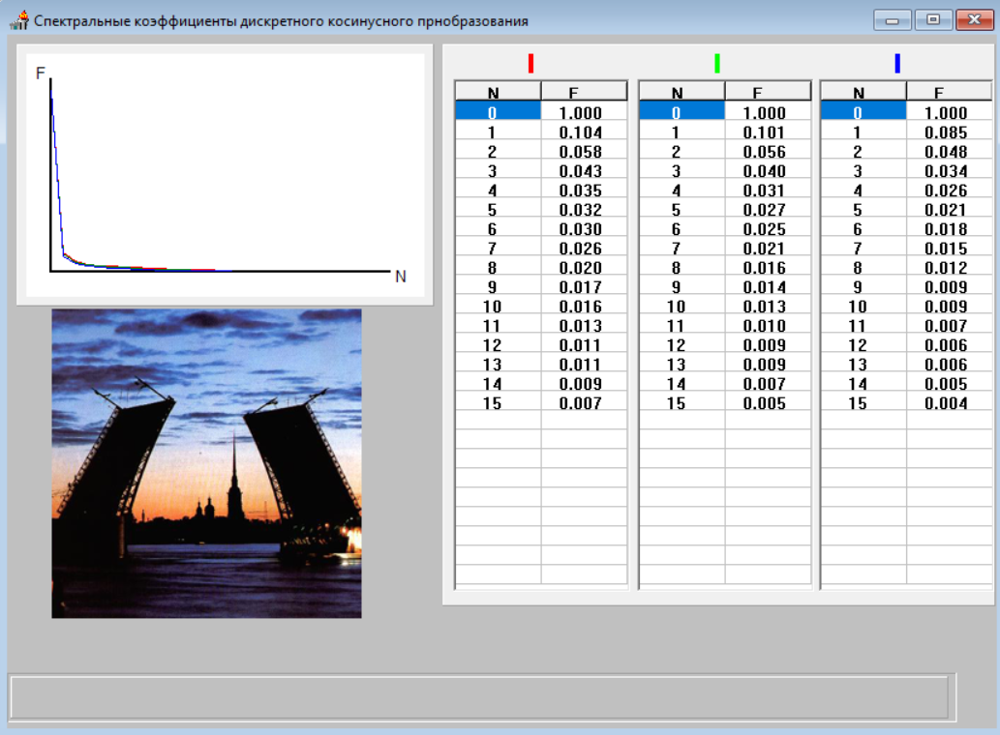 Спектральные коэффициенты дискретного косинусного прнобразования
F
N
N F N F N F
0 1.000 0 1.000 0 1.000
1 0.104 1 0.101 1 0.085
2 0.058 2 0.056 2 0.048
3 0.043 3 0.040 3 0.034
4 0.035 4 0.031 4 0.026
5 0.032 5 0.027 5 0.021
6 0.030 6 0.025 6 0.018
7 0.026 7 0.021 7 0.015
8 0.020 8 0.016 8 0.012
9 0.017 9 0.014 9 0.009
10 0.016 10 0.013 10 0.009
11 0.013 11 0.010 11 0.007
12 0.011 12 0.009 12 0.006
13 0.011 13 0.009 13 0.006
14 0.009 14 0.007 14 0.005
15 0.007 15 0.005 15 0.004